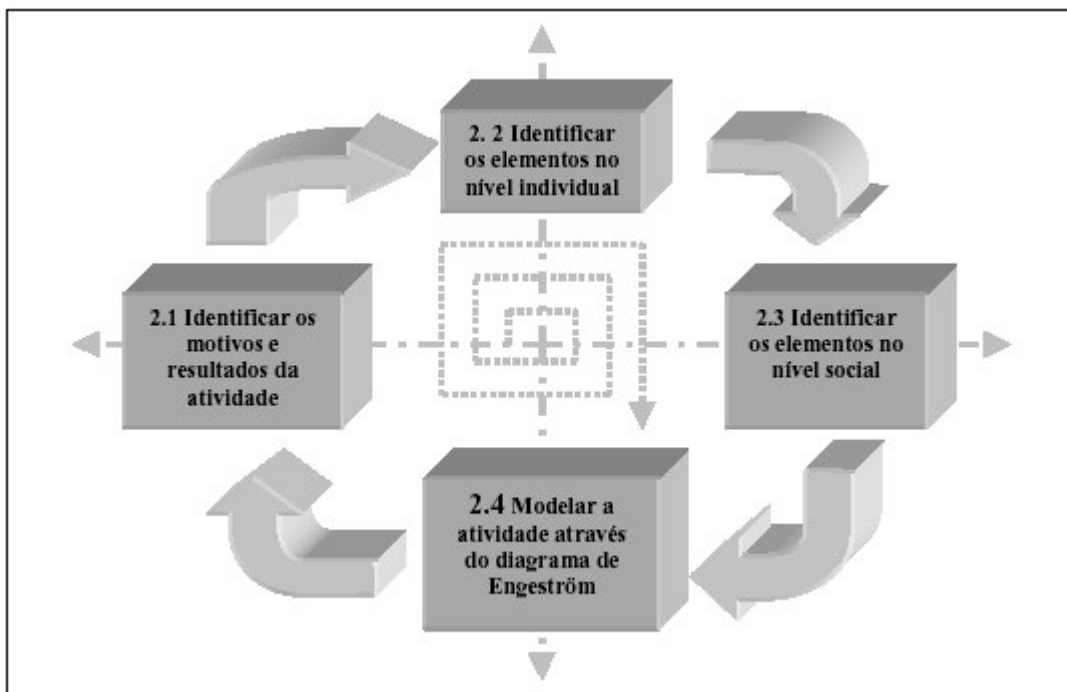 2. 2 Identificar
os elementos no
nível individual
2.1 Identificar os
motivos e
resultados da
atividade
2.3 Identificar
os elementos no
nível social
2.4 Modelar a
atividade através
do diagrama de
Engeström